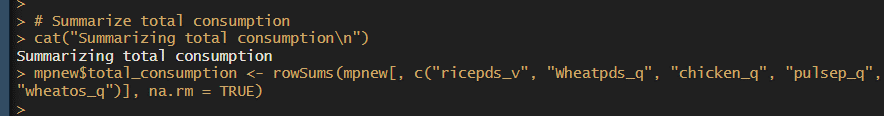 >
> # Summarize total consumption
> cat("Summarizing total consumption\n")
Summarizing total consumption
> mpnew$total_consumption <- rowSums(mpnew[, c("ricepds_v", "Wheatpds_q", "chicken_q", "pulsep_q",
"wheatos_q")], na.rm = TRUE)
>